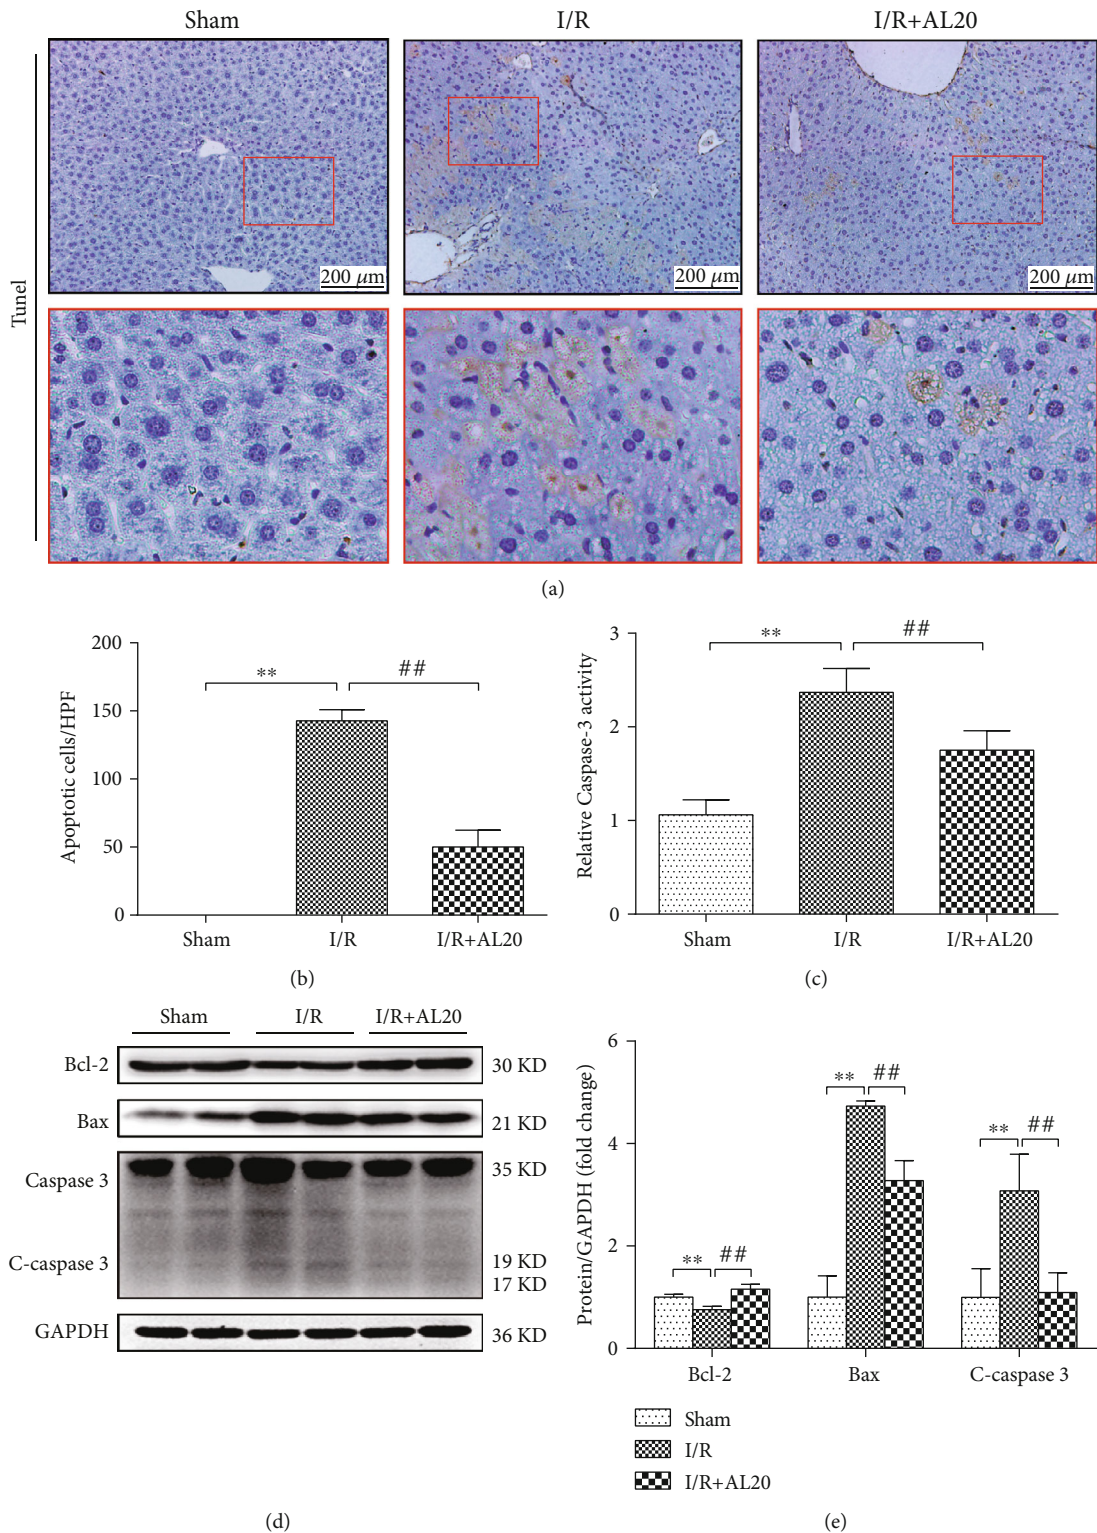 Sham I/R I/R+AL20
Tunel
200 μm 200 μm 200 μm
(a)
200
150
100
50
0
Apoptotic cells/HPF
** ##
Sham I/R I/R+AL20
(b)
3
2
1
0
Relative Caspase-3 activity
** ##
Sham I/R I/R+AL20
(c)
Sham I/R I/R+AL20
Bcl-2 30 KD
Bax 21 KD
Caspase 3 35 KD
C-caspase 3 19 KD
17 KD
GAPDH 36 KD
(d)
6
4
2
0
Protein/GAPDH (fold change)
** ## ** ## ** ##
Bcl-2 Bax C-caspase 3
Sham
I/R
I/R+AL20
(e)